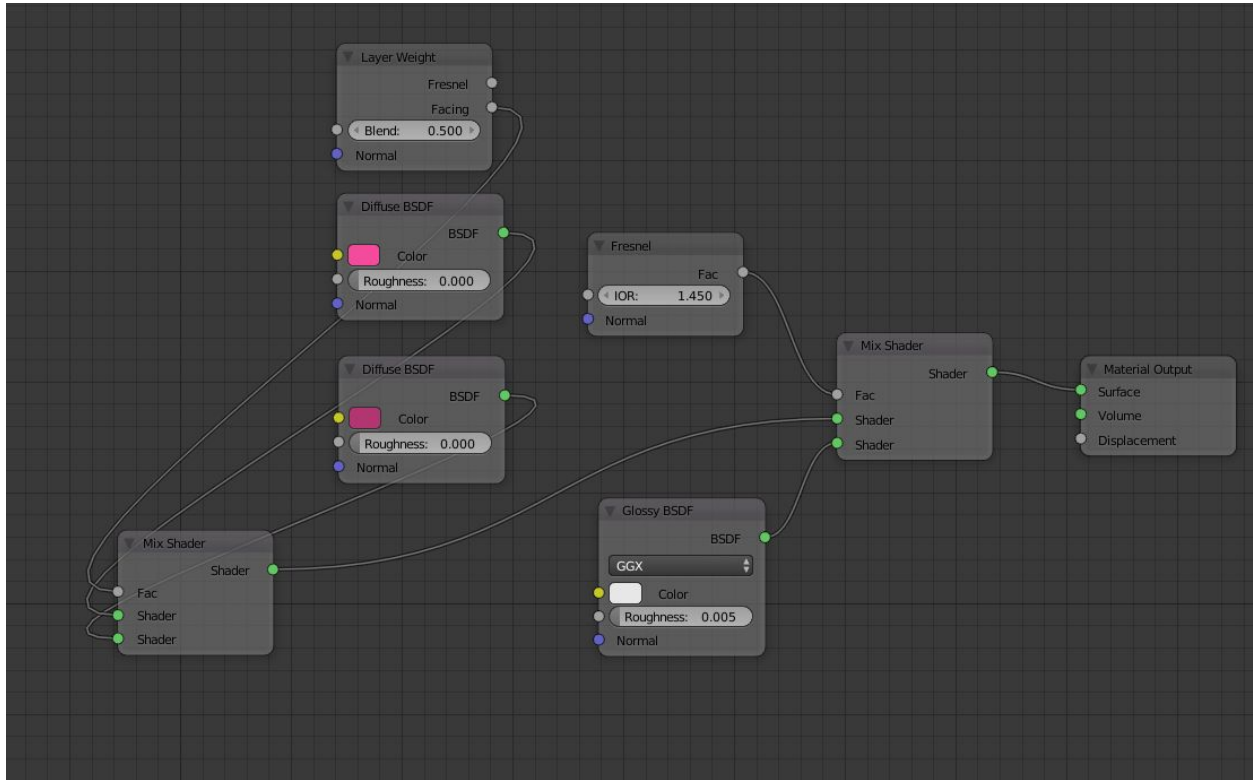 Layer Weight
Fresnel
Facing
Blend: 0.500
Normal
Diffuse BSDF
BSDF
Color
Roughness: 0.000
Normal
Diffuse BSDF
BSDF
Color
Roughness: 0.000
Normal
Mix Shader
Shader
Fac
Shader
Shader
Fresnel
Fac
IOR: 1.450
Normal
Glossy BSDF
BSDF
GGX
Color
Roughness: 0.005
Normal
Mix Shader
Shader
Fac
Shader
Shader
Material Output
Surface
Volume
Displacement